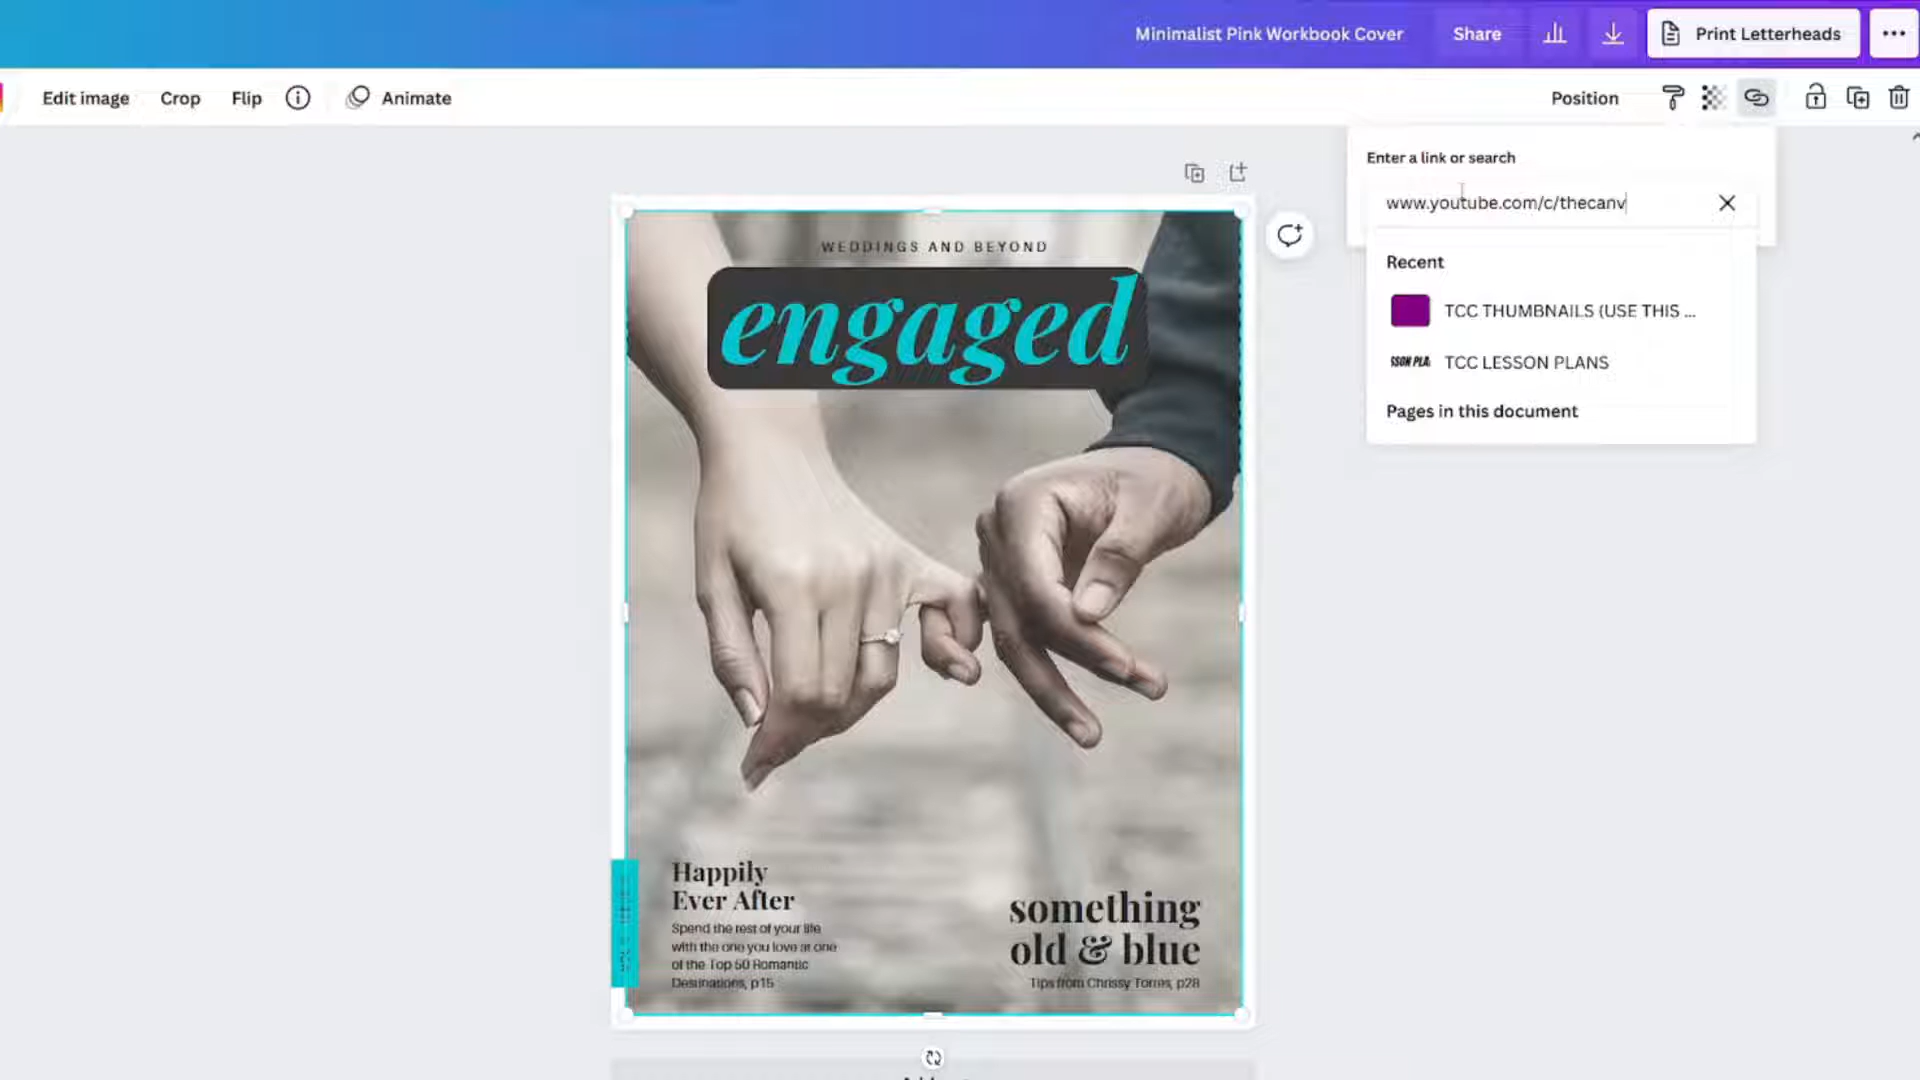 Minimalist Pink Workbook Cover
Share
Print Letterheads
Edit image
Crop
Flip
Animate
Position
Enter a link or search
www.youtube.com/c/thecanv
Recent
TCC THUMBNAILS (USE THIS ...
SSON PLA
TCC LESSON PLANS
Pages in this document
WEDDINGS AND BEYOND
engaged
Happily
Ever After
Spend the rest of your life
with the one you love at one
of the Top 50 Romantic
Destinations, p15
something
old & blue
Tips from Chrissy Torres, p28